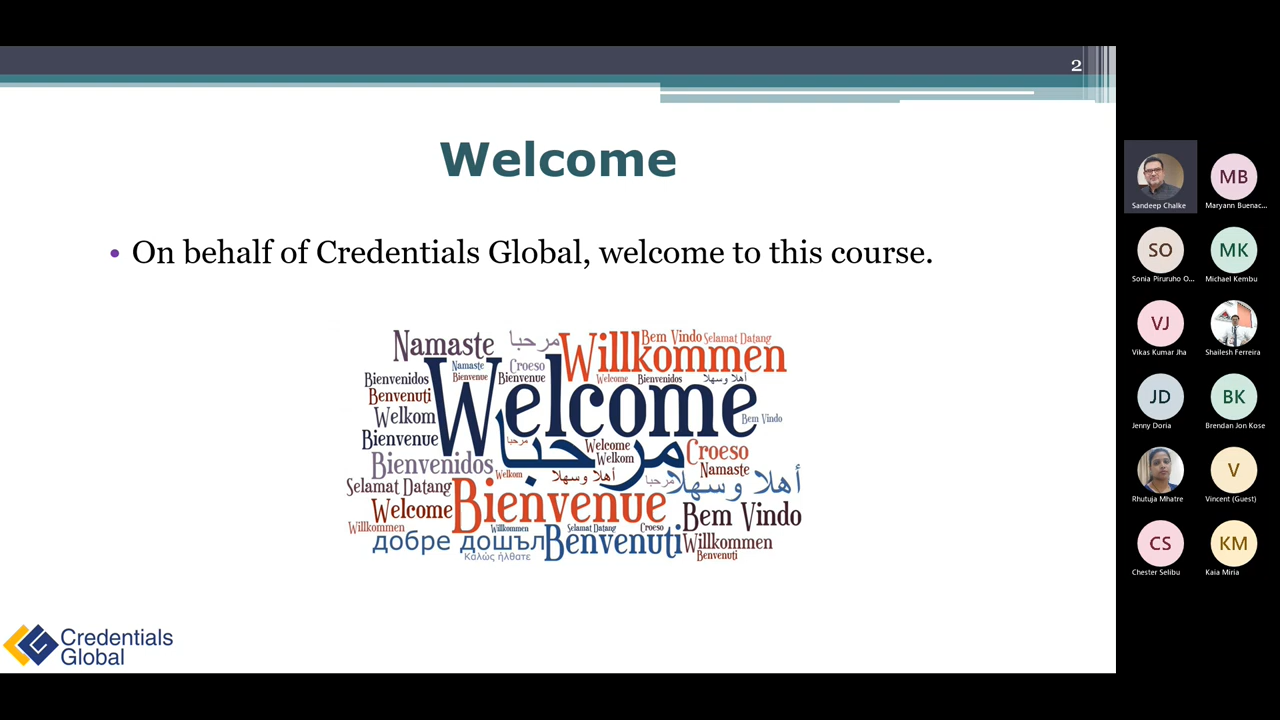 2
Welcome
• On behalf of Credentials Global, welcome to this course.
Namaste
مرحبا
Willkommen
Bem Vindo
Selamat Datang
Namaste
Croeso
Bienvenidos
Bienvenue
Bienvenue
Welcome
Bienvenidos
أهلا وسهلا
Benvenuti
Welcome
Welkom
Bem Vindo
Bienvenue
مرحبا
مرحبا
Welcome
Welkom
Croeso
Bienvenidos
Welkom
أهلا وسهلا
Namaste
مرحبا
أهلا وسهلا
Selamat Datang
Welcome
Bienvenue
Bem Vindo
Willkommen
Willkommen
Selamat Datang
Croeso
добре дошъл
Καλώς ήλθατε
Benvenuti
Willkommen
Benvenuti
Credentials
Global
Sandeep Chalke
Maryann Buenac...
SO
MB
Sonia Piruruho O...
MK
Michael Kembu
VJ
Vikas Kumar Jha
Shailesh Ferreira
JD
Jenny Doria
BK
Brendan Jon Kose
Rhutuja Mhatre
V
Vincent (Guest)
CS
Chester Selibu
KM
Kaia Miria